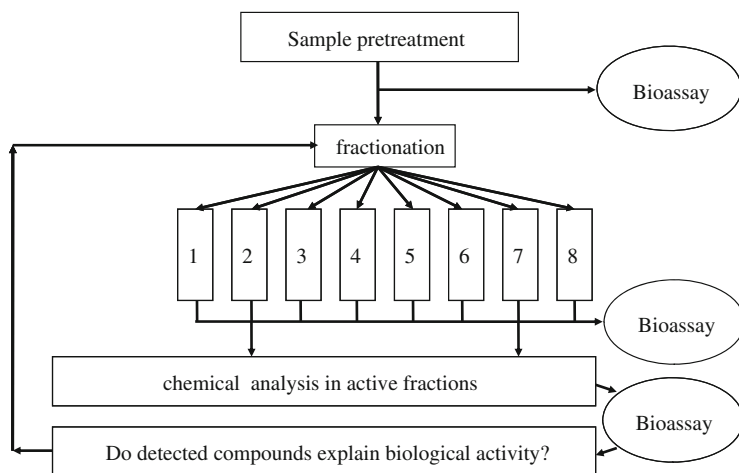 Sample pretreatment
Bioassay
fractionation
1 2 3 4 5 6 7 8
Bioassay
chemical analysis in active fractions
Bioassay
Do detected compounds explain biological activity?